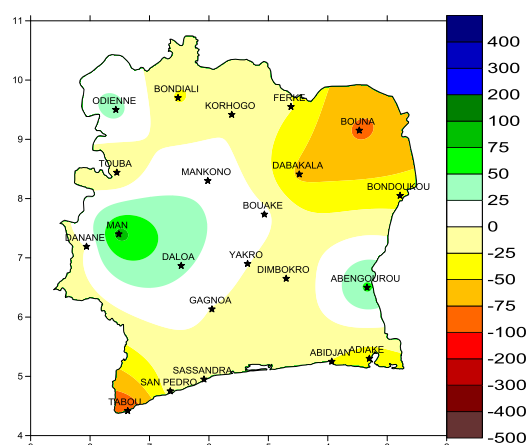 11
10
9
8
7
6
5
4
BONDIALI
ODIENNE
FERKE
KORHOGO
BOUNA
TOUBA
MANKONO
DABAKALA
BONDOUKOU
BOUAKE
MAN
DANANE
DALOA
YAKRO
DIMBOKRO
ABENGOUROU
GAGNOA
ABIDJAN
ADIAKE
SASSANDRA
SAN PEDRO
TABOU
400
300
200
100
75
50
25
0
-25
-50
-75
-100
-200
-300
-400
-500